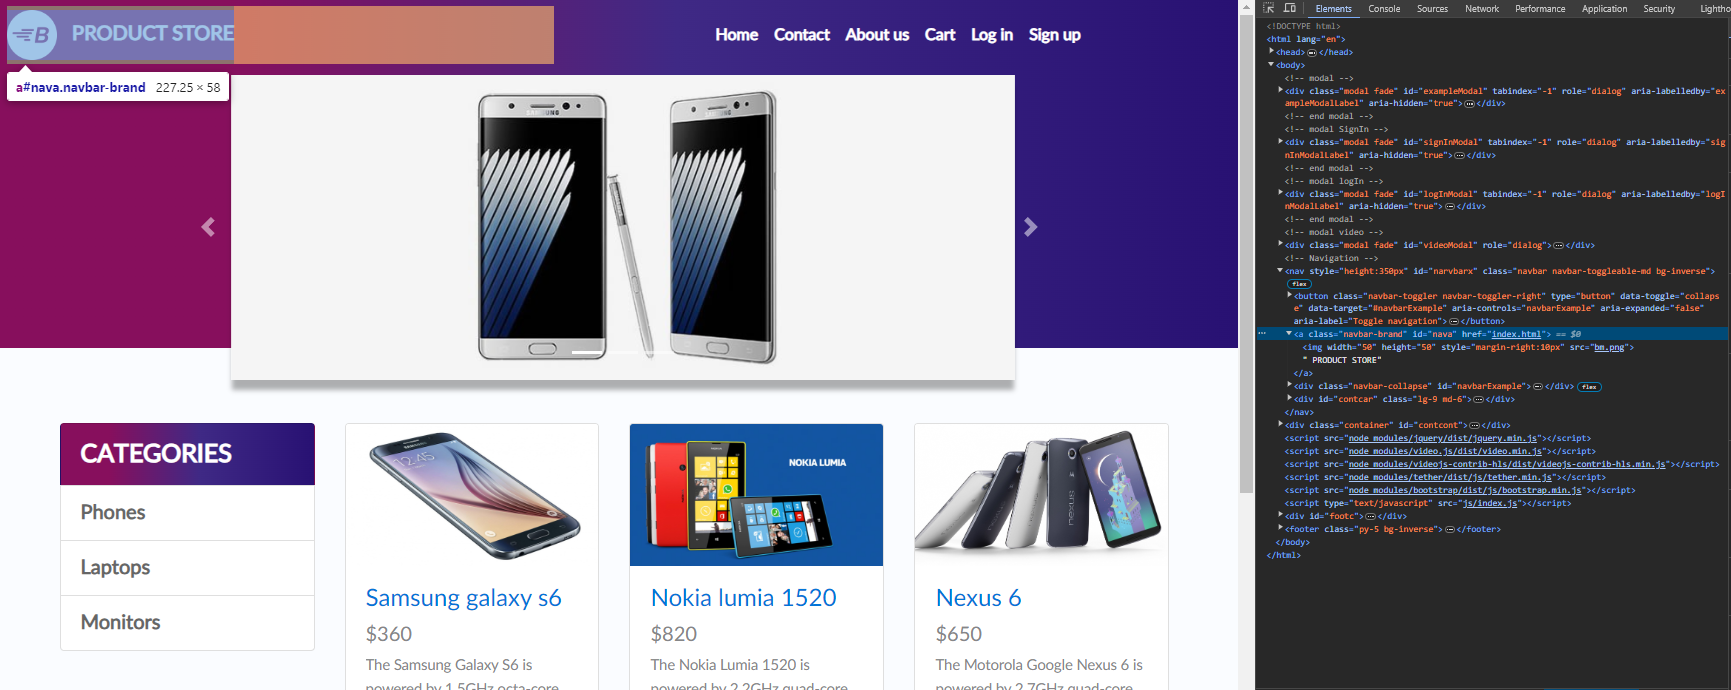 PRODUCT STORE
Home Contact About us Cart Log in Sign up
a#nava.navbar-brand 227.25 × 58
SAMSUNG
CATEGORIES
Phones
Laptops
Monitors
12:45
Samsung galaxy s6
$360
The Samsung Galaxy S6 is
powered by 1.5GHz octa-core
NOKIA LUMIA
Nokia lumia 1520
$820
The Nokia Lumia 1520 is
powered by 2.2GHz quad-core
nexus
Nexus 6
$650
The Motorola Google Nexus 6 is
powered by 2.7GHz quad-core
Elements Console Sources Network Performance Application Security Lightho
<!DOCTYPE html>
<html lang="en">
<head>…</head>
<body>
<!-- modal -->
<div class="modal fade" id="exampleModal" tabindex="-1" role="dialog" aria-labelledby="ex
ampleModalLabel" aria-hidden="true">…</div>
<!-- end modal -->
<!-- modal SignIn -->
<div class="modal fade" id="signInModal" tabindex="-1" role="dialog" aria-labelledby="sig
nInModalLabel" aria-hidden="true">…</div>
<!-- end modal -->
<!-- modal logIn -->
<div class="modal fade" id="logInModal" tabindex="-1" role="dialog" aria-labelledby="logI
nModalLabel" aria-hidden="true">…</div>
<!-- end modal -->
<!-- modal video -->
<div class="modal fade" id="videoModal" role="dialog">…</div>
<!-- Navigation -->
<nav style="height:350px" id="narvbarx" class="navbar navbar-toggleable-md bg-inverse">
flex
<button class="navbar-toggler navbar-toggler-right" type="button" data-toggle="collaps
e" data-target="#navbarExample" aria-controls="navbarExample" aria-expanded="false"
aria-label="Toggle navigation">…</button>
<a class="navbar-brand" id="nava" href="index.html"> == $0
<img width="50" height="50" style="margin-right:10px" src="bm.png">
" PRODUCT STORE"
</a>
<div class="navbar-collapse" id="navbarExample">…</div> flex
<div id="contcar" class="lg-9 md-6">…</div>
</nav>
<div class="container" id="contcont">…</div>
<script src="node_modules/jquery/dist/jquery.min.js"></script>
<script src="node_modules/video.js/dist/video.min.js"></script>
<script src="node_modules/videojs-contrib-hls/dist/videojs-contrib-hls.min.js"></script>
<script src="node_modules/tether/dist/js/tether.min.js"></script>
<script src="node_modules/bootstrap/dist/js/bootstrap.min.js"></script>
<script type="text/javascript" src="js/index.js"></script>
<div id="footc">…</div>
<footer class="py-5 bg-inverse">…</footer>
</body>
</html>